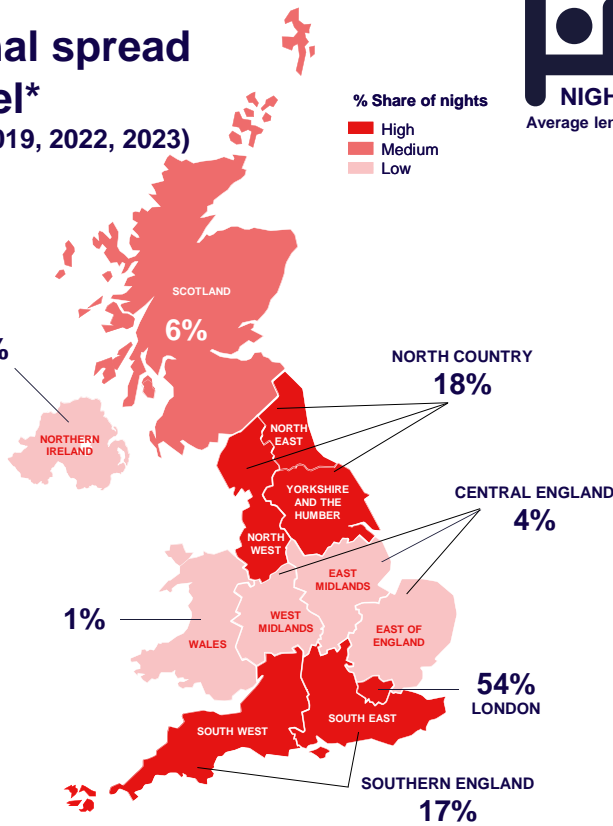 nal spread
el*
019, 2022, 2023)
% Share of nights
High
Medium
Low
NIGH
Average len
SCOTLAND
6%
%
NORTHERN
IRELAND
NORTH COUNTRY
18%
NORTH
EAST
YORKSHIRE
AND THE
HUMBER
NORTH
WEST
CENTRAL ENGLAND
4%
EAST
MIDLANDS
WEST
MIDLANDS
EAST OF
ENGLAND
1%
WALES
54%
LONDON
SOUTH WEST
SOUTH EAST
SOUTHERN ENGLAND
17%